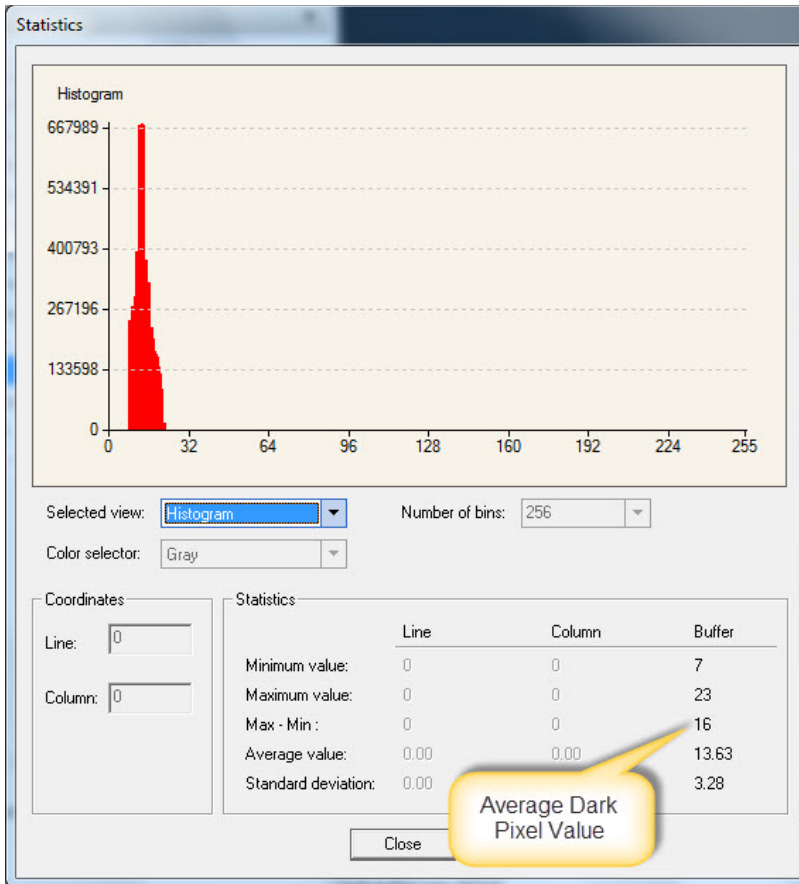 Statistics
Histogram
667989
534391
400793
267196
133598
0
0 32 64 96 128 160 192 224 255
Selected view: Histogram Number of bins: 256
Color selector: Gray
Coordinates
Line: 0
Column: 0
Statistics
Line Column Buffer
Minimum value: 0 0 7
Maximum value: 0 0 23
Max - Min : 0 0 16
Average value: 0.00 0.00 13.63
Standard deviation: 0.00 3.28
Average Dark
Pixel Value
Close